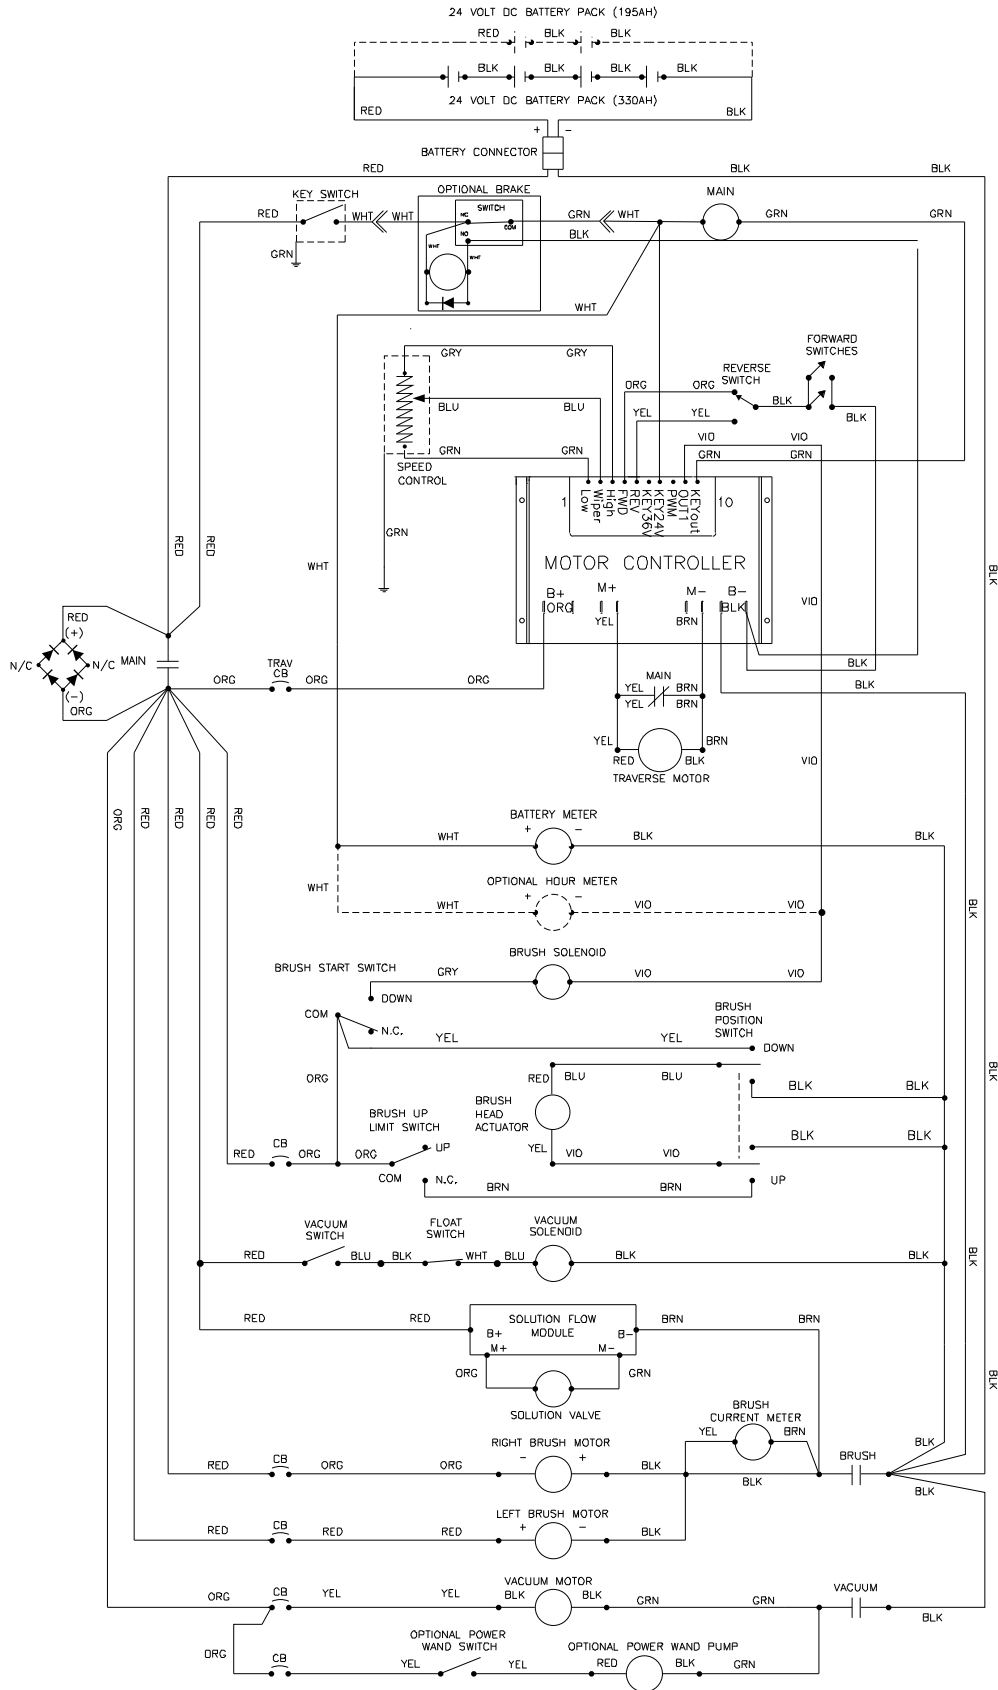 24 VOLT DC BATTERY PACK (195AH)
RED BLK BLK
BLK BLK BLK BLK
24 VOLT DC BATTERY PACK (330AH)
RED BLK
+ −
BATTERY CONNECTOR
RED BLK BLK
KEY SWITCH OPTIONAL BRAKE MAIN
SWITCH
RED WHT WHT NC COM GRN WHT GRN GRN
NO BLK
GRN WHT WHT
WHT
FORWARD
SWITCHES
GRY GRY
REVERSE
SWITCH
ORG ORG
BLU BLU YEL YEL BLK BLK
VIO VIO
GRN GRN GRN GRN
SPEED
CONTROL
1 Low Wiper High FWD REV KEY36V KEY24V PWM OUT1 KEYout 10
GRN
RED RED WHT BLK
MOTOR CONTROLLER
B+ M+ M- B-
ORG BLK
YEL BRN
VIO
RED
(+)
N/C N/C MAIN
(-)
ORG
TRAV
CB
ORG ORG ORG
BLK
BLK
MAIN
YEL BRN
YEL BRN
YEL BRN
RED BLK
TRAVERSE MOTOR
VIO
ORG RED RED RED RED
BATTERY METER
+ −
WHT BLK BLK
OPTIONAL HOUR METER
WHT + −
WHT VIO VIO
BLK
BRUSH SOLENOID
BRUSH START SWITCH GRY VIO VIO
DOWN
COM
N.C.
YEL YEL
BRUSH
POSITION
SWITCH
DOWN
ORG RED BLU BLU BLK BLK
BLK
BRUSH
HEAD
ACTUATOR
BRUSH UP
LIMIT SWITCH
BLK BLK
CB UP YEL
RED ORG ORG VIO VIO
COM N.C. UP
BRN BRN
VACUUM
SWITCH
FLOAT
SWITCH
VACUUM
SOLENOID
RED BLU BLK WHT BLU BLK BLK
BLK
RED RED SOLUTION FLOW BRN BRN
MODULE
B+ B-
M+ M-
ORG GRN
BLK
SOLUTION VALVE
BRUSH
CURRENT METER
YEL BRN
RIGHT BRUSH MOTOR
− +
BLK
CB
RED ORG ORG BLK BRUSH
BLK BLK
LEFT BRUSH MOTOR
+ −
CB
RED RED RED BLK
VACUUM MOTOR
CB
ORG YEL YEL BLK BLK GRN GRN VACUUM
BLK
OPTIONAL POWER
WAND SWITCH
OPTIONAL POWER WAND PUMP
ORG CB YEL YEL RED BLK GRN